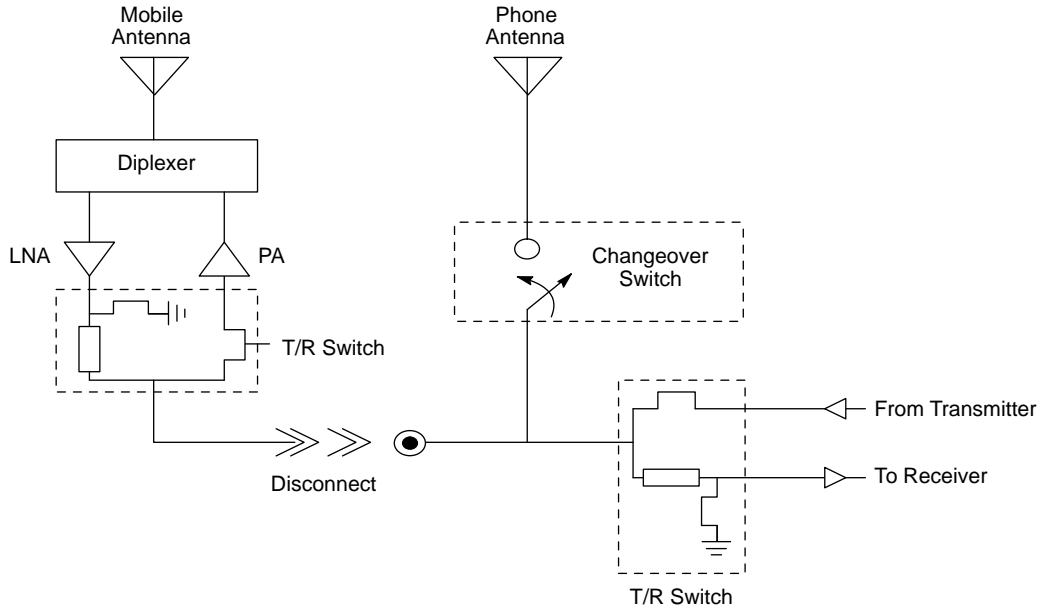 Mobile
Antenna
Phone
Antenna
Diplexer
LNA
PA
Changeover
Switch
T/R Switch
From Transmitter
To Receiver
Disconnect
T/R Switch